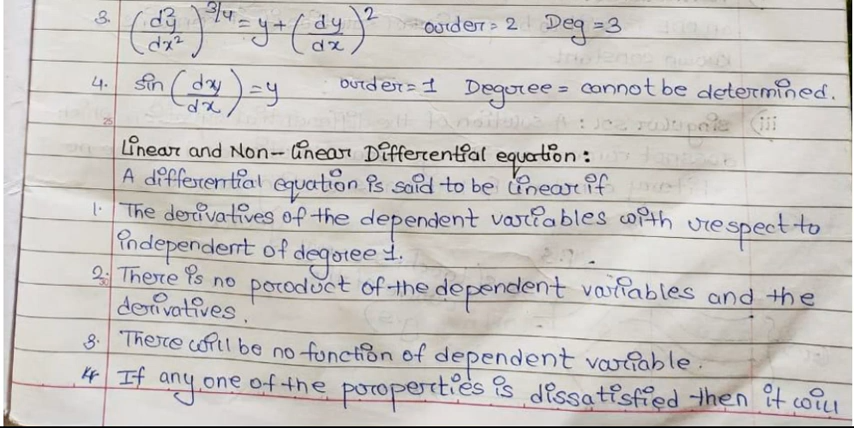 3. (d²y/dx²)^3/4 = y + (dy/dx)² order = 2 Deg = 3
4. sin (dy/dx) = y order = 1 Degree = cannot be determined.
Linear and Non-linear Differential equation:
A differential equation is said to be linear if
1. The derivatives of the dependent variables with respect to
independent of degree 1.
2. There is no product of the dependent variables and the
derivatives.
3. There will be no function of dependent variable.
4. If any one of the properties is dissatisfied then it will